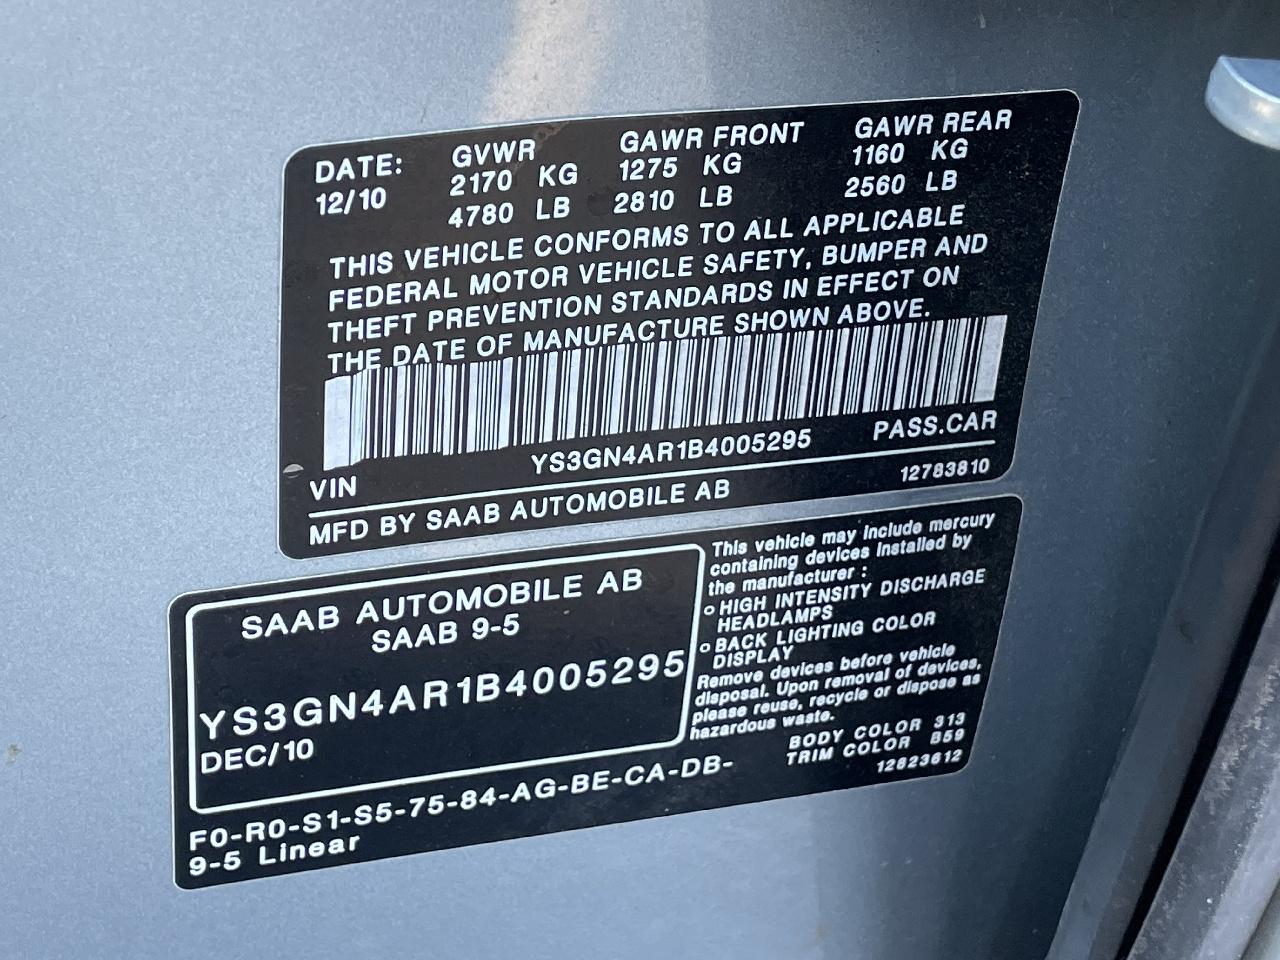 DATE: GVWR GAWR FRONT GAWR REAR
12/10 2170 KG 1275 KG 1160 KG
4780 LB 2810 LB 2560 LB
THIS VEHICLE CONFORMS TO ALL APPLICABLE
FEDERAL MOTOR VEHICLE SAFETY, BUMPER AND
THEFT PREVENTION STANDARDS IN EFFECT ON
THE DATE OF MANUFACTURE SHOWN ABOVE.
YS3GN4AR1B4005295 PASS.CAR
VIN
MFD BY SAAB AUTOMOBILE AB 12783810
SAAB AUTOMOBILE AB
SAAB 9-5
YS3GN4AR1B4005295
DEC/10
This vehicle may include mercury
containing devices installed by
the manufacturer :
o HIGH INTENSITY DISCHARGE
HEADLAMPS
o BACK LIGHTING COLOR
DISPLAY
Remove devices before vehicle
disposal. Upon removal of devices,
please reuse, recycle or dispose as
hazardous waste.
BODY COLOR 313
TRIM COLOR B59
12823612
F0-R0-S1-S5-75-84-AG-BE-CA-DB-
9-5 Linear